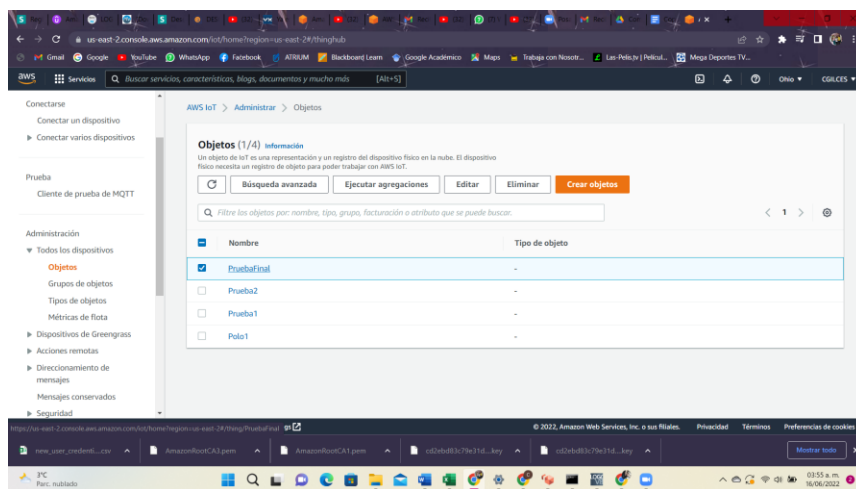 us-east-2.console.aws.amazon.com/iot/home?region=us-east-2#/thinghub
Gmail Google YouTube WhatsApp Facebook ATRIUM Blackboard Learn Google Académico Maps Trabaja con Nosotr... Las-Pelis.tv | Películ... Mega Deportes TV...
aws Servicios Buscar servicios, características, blogs, documentos y mucho más [Alt+S] Ohio CGILCES
Conectarse
Conectar un dispositivo
Conectar varios dispositivos
Prueba
Cliente de prueba de MQTT
Administración
Todos los dispositivos
Objetos
Grupos de objetos
Tipos de objetos
Métricas de flota
Dispositivos de Greengrass
Acciones remotas
Direccionamiento de
mensajes
Mensajes conservados
Seguridad
AWS IoT > Administrar > Objetos
Objetos (1/4) Información
Un objeto de IoT es una representación y un registro del dispositivo físico en la nube. El dispositivo
físico necesita un registro de objeto para poder trabajar con AWS IoT.
Búsqueda avanzada Ejecutar agregaciones Editar Eliminar Crear objetos
Filtre los objetos por: nombre, tipo, grupo, facturación o atributo que se puede buscar.
< 1 >
Nombre Tipo de objeto
PruebaFinal -
Prueba2 -
Prueba1 -
Polo1 -
https://us-east-2.console.aws.amazon.com/iot/home?region=us-east-2#/thing/PruebaFinal
© 2022, Amazon Web Services, Inc. o sus filiales. Privacidad Términos Preferencias de cookies
new_user_credenti....csv AmazonRootCA3.pem AmazonRootCA1.pem cd2ebd83c79e31d....key cd2ebd83c79e31d....key Mostrar todo
3°C
Parc. nublado
03:55 a. m.
16/06/2022